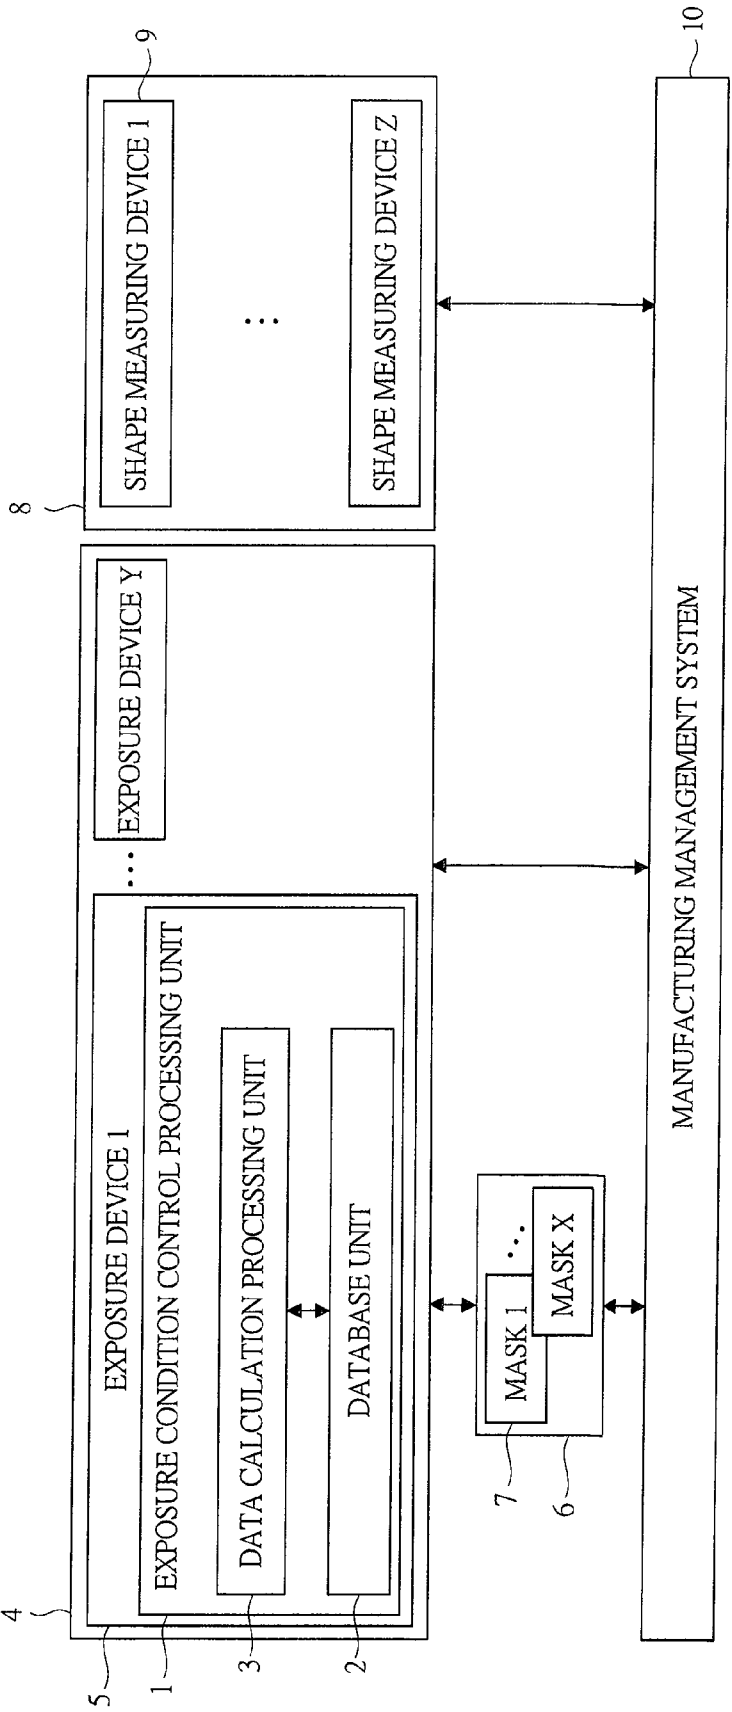 4
5
1
3
2
EXPOSURE DEVICE 1
EXPOSURE CONDITION CONTROL PROCESSING UNIT
DATA CALCULATION PROCESSING UNIT
DATABASE UNIT
...
EXPOSURE DEVICE Y
8
9
SHAPE MEASURING DEVICE 1
...
SHAPE MEASURING DEVICE Z
7
6
MASK 1
...
MASK X
10
MANUFACTURING MANAGEMENT SYSTEM